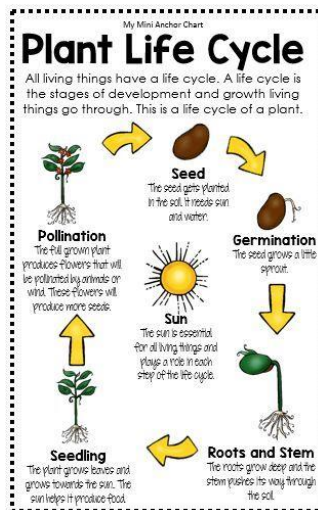 My Mini Anchor Chart
Plant Life Cycle
All living things have a life cycle. A life cycle is
the stages of development and growth living
things go through. This is a life cycle of a plant.
Seed
The seed gets planted
in the soil. It needs sun
and water.
Germination
The seed grows a little
sprout.
Roots and Stem
The roots grow deep and the
stem pushes its way through
the soil.
Seedling
The plant grows leaves and
grows towards the sun. The
sun helps it produce food.
Pollination
The full grown plant
produces flowers that will
be pollinated by animals or
wind. These flowers will
produce more seeds.
Sun
The sun is essential
for all living things and
plays a role in each
step of the life cycle.